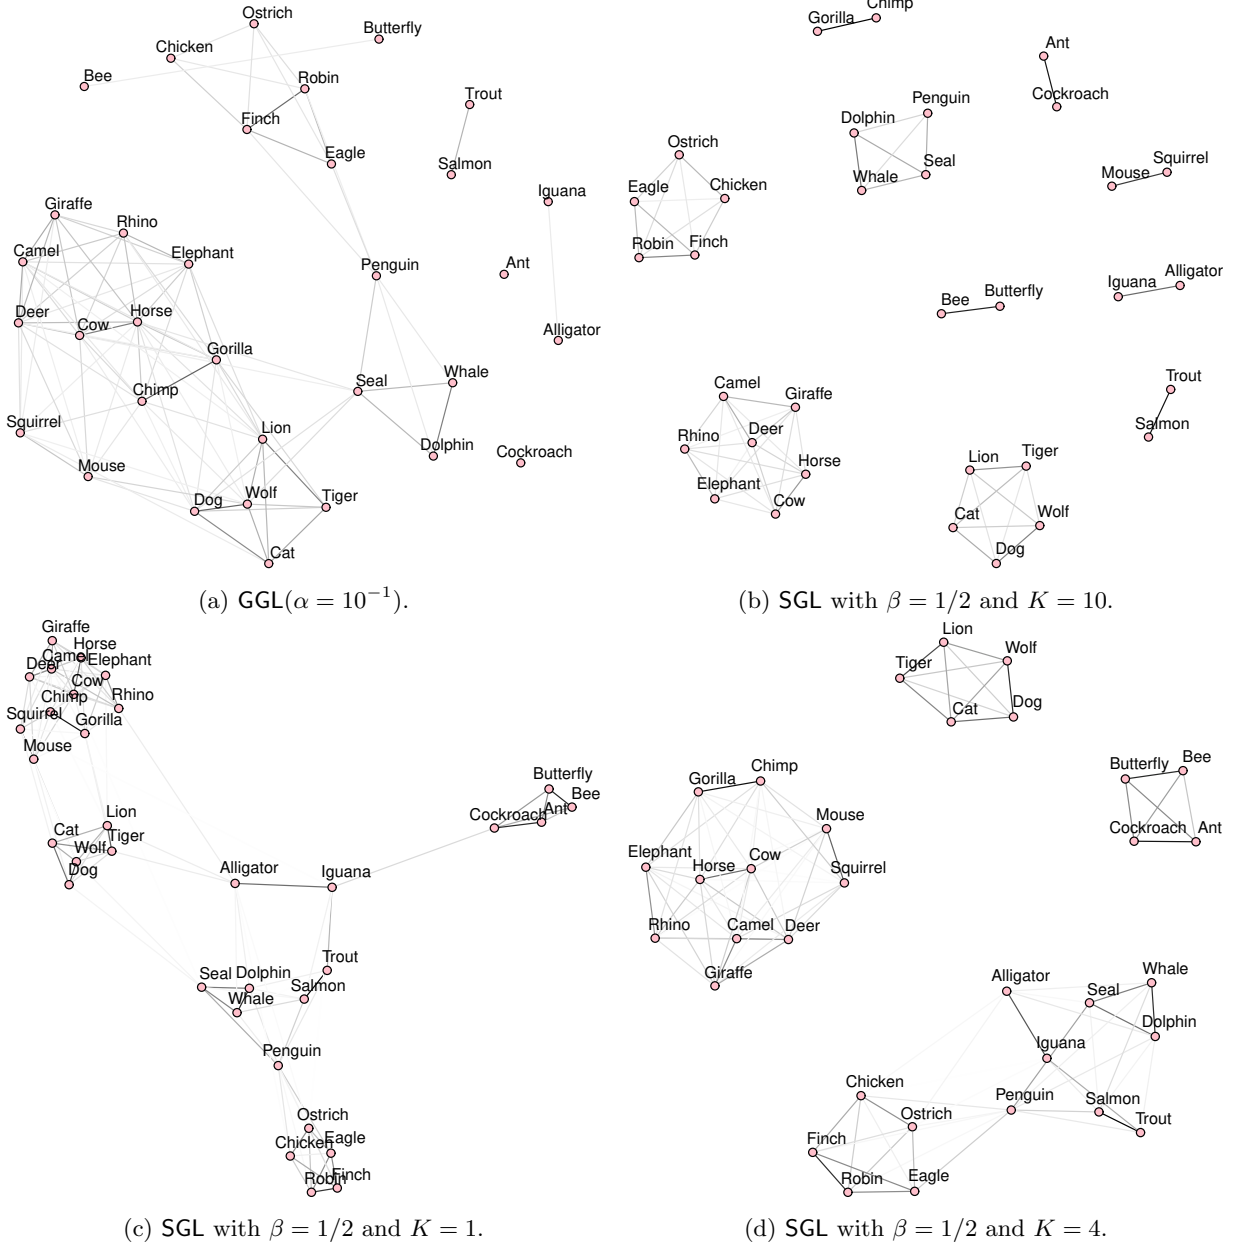 Ostrich
Butterfly
Chicken
Bee
Robin
Trout
Finch
Eagle
Salmon
Iguana
Giraffe
Rhino
Camel
Elephant
Penguin
Ant
Deer
Cow
Horse
Alligator
Gorilla
Seal
Whale
Chimp
Squirrel
Lion
Dolphin
Cockroach
Mouse
Dog
Wolf
Tiger
Cat
(a) GGL(α = 10⁻¹).
Gorilla
Chimp
Ant
Cockroach
Penguin
Dolphin
Ostrich
Seal
Squirrel
Mouse
Whale
Eagle
Chicken
Robin
Finch
Alligator
Iguana
Bee
Butterfly
Camel
Giraffe
Trout
Rhino
Deer
Salmon
Horse
Lion
Tiger
Elephant
Cow
Cat
Wolf
Dog
(b) SGL with β = 1/2 and K = 10.
Giraffe
Horse
Camel
Deer
Elephant
Cow
Chimp
Rhino
Squirrel
Gorilla
Mouse
Butterfly
Bee
Lion
Cockroach
Ant
Cat
Tiger
Wolf
Dog
Alligator
Iguana
Trout
Seal
Dolphin
Salmon
Whale
Penguin
Ostrich
Chicken
Eagle
Robin
Finch
(c) SGL with β = 1/2 and K = 1.
Lion
Wolf
Tiger
Cat
Dog
Butterfly
Bee
Gorilla
Chimp
Mouse
Cockroach
Ant
Elephant
Horse
Cow
Squirrel
Rhino
Camel
Deer
Giraffe
Alligator
Seal
Whale
Dolphin
Iguana
Chicken
Penguin
Salmon
Ostrich
Trout
Finch
Robin
Eagle
(d) SGL with β = 1/2 and K = 4.